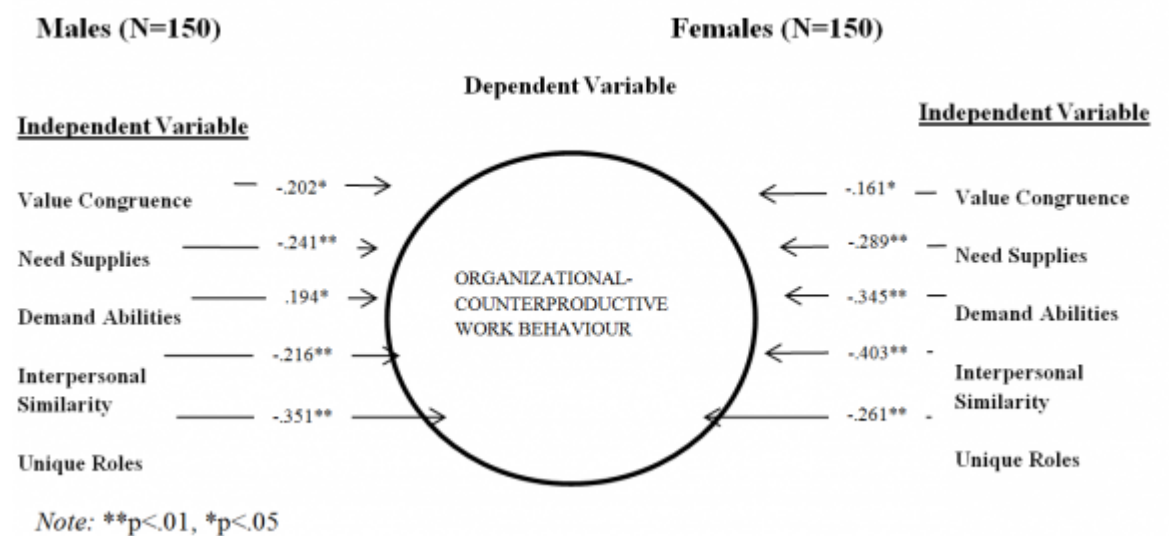 Males (N=150)
Females (N=150)
Dependent Variable
Independent Variable
Independent Variable
-.202*
Value Congruence
-.241**
Need Supplies
.194*
Demand Abilities
-.216**
Interpersonal
Similarity
-.351**
Unique Roles
ORGANIZATIONAL-
COUNTERPRODUCTIVE
WORK BEHAVIOUR
-.161*
Value Congruence
-.289**
Need Supplies
-.345**
Demand Abilities
-.403**
Interpersonal
Similarity
-.261**
Unique Roles
Note: **p<.01, *p<.05